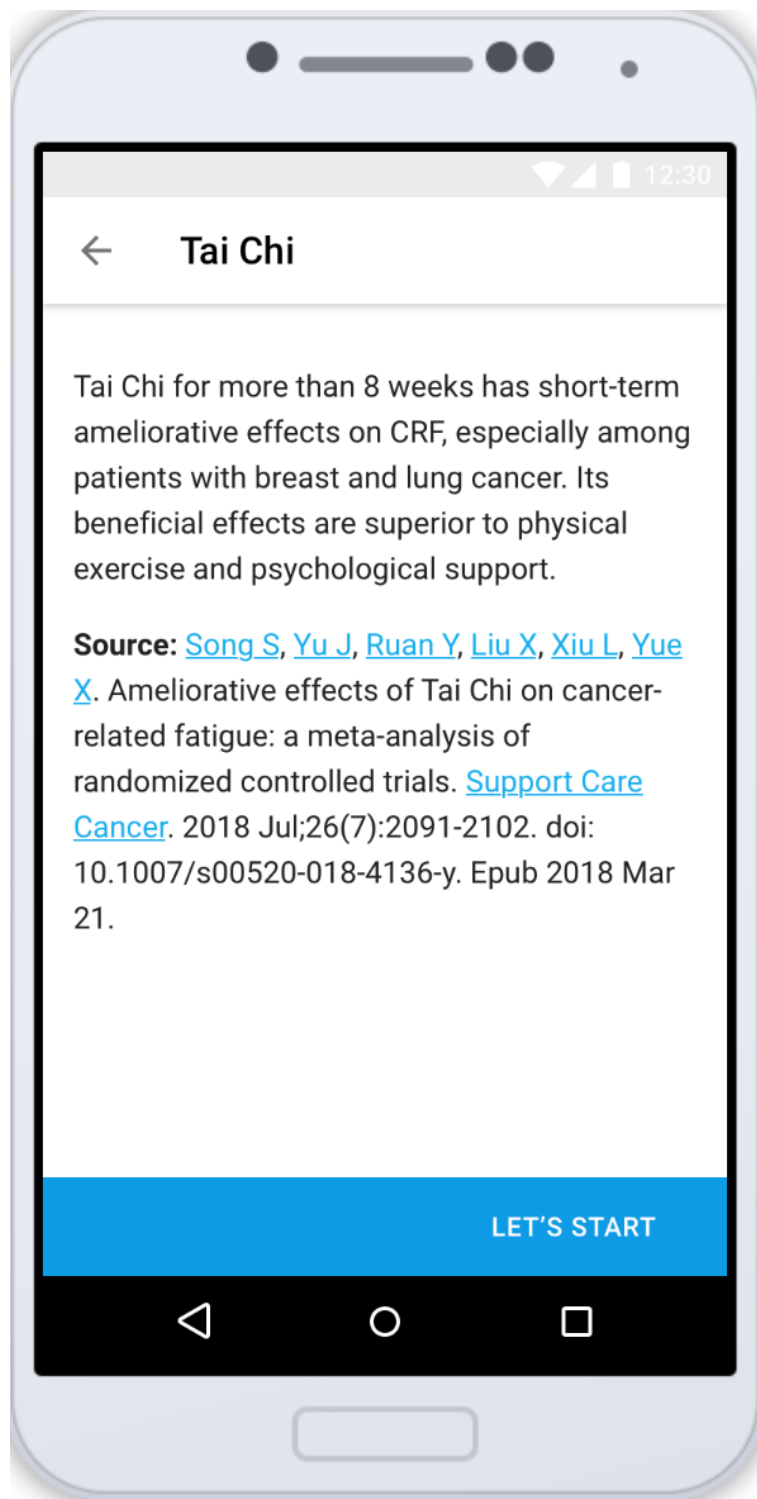 12:30
Tai Chi
Tai Chi for more than 8 weeks has short-term
ameliorative effects on CRF, especially among
patients with breast and lung cancer. Its
beneficial effects are superior to physical
exercise and psychological support.
Source: Song S, Yu J, Ruan Y, Liu X, Xiu L, Yue
X. Ameliorative effects of Tai Chi on cancer-
related fatigue: a meta-analysis of
randomized controlled trials. Support Care
Cancer. 2018 Jul;26(7):2091-2102. doi:
10.1007/s00520-018-4136-y. Epub 2018 Mar
21.
LET’S START